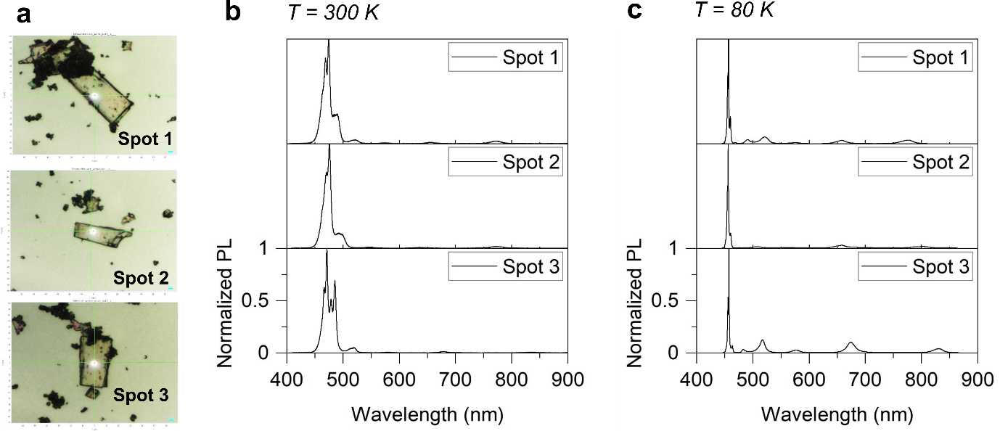 a
b
T = 300 K
c
T = 80 K
Spot 1
Spot 2
Spot 3
Spot 1
Spot 2
Spot 3
Normalized PL
1
0.5
0
400 500 600 700 800 900
Wavelength (nm)
Spot 1
Spot 2
Spot 3
Normalized PL
1
0.5
0
400 500 600 700 800 900
Wavelength (nm)